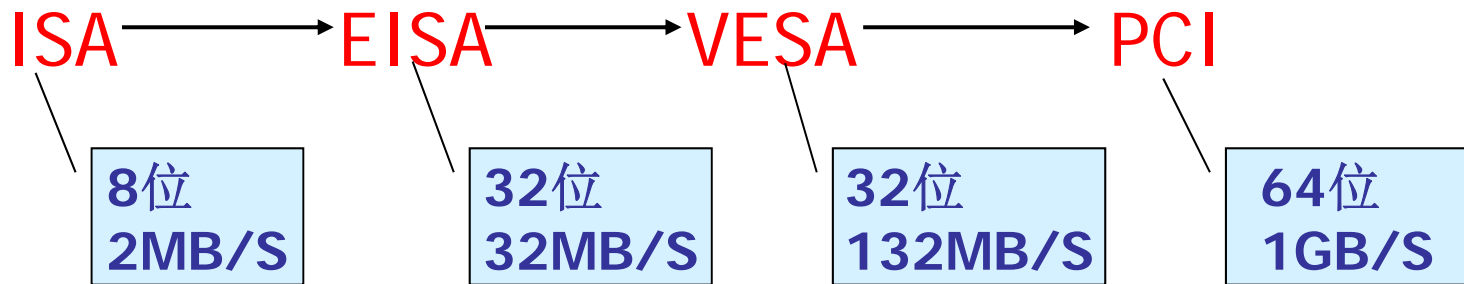 ISA EISA VESA PCI
8位 32位 32位 64位
2MB/S 32MB/S 132MB/S 1GB/S